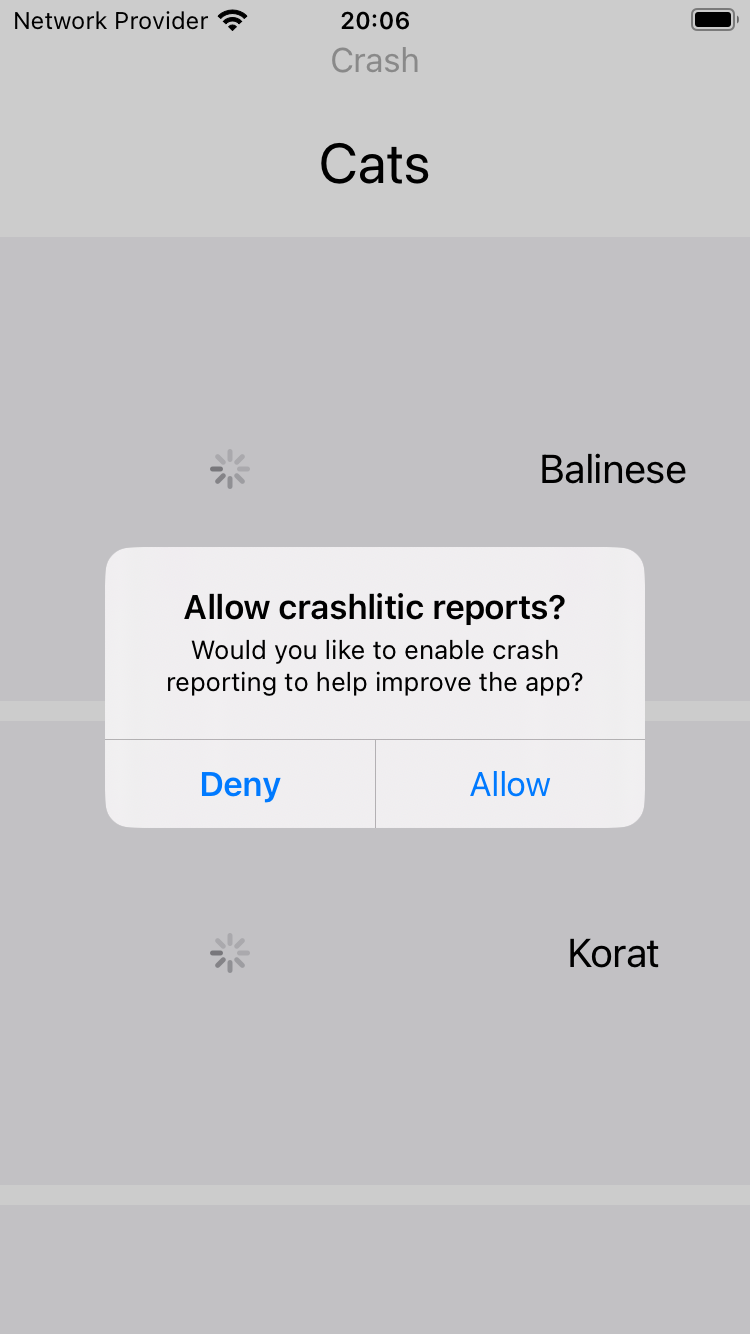 Network Provider 20:06
Crash
Cats
Balinese
Allow crashlitic reports?
Would you like to enable crash
reporting to help improve the app?
Deny Allow
Korat